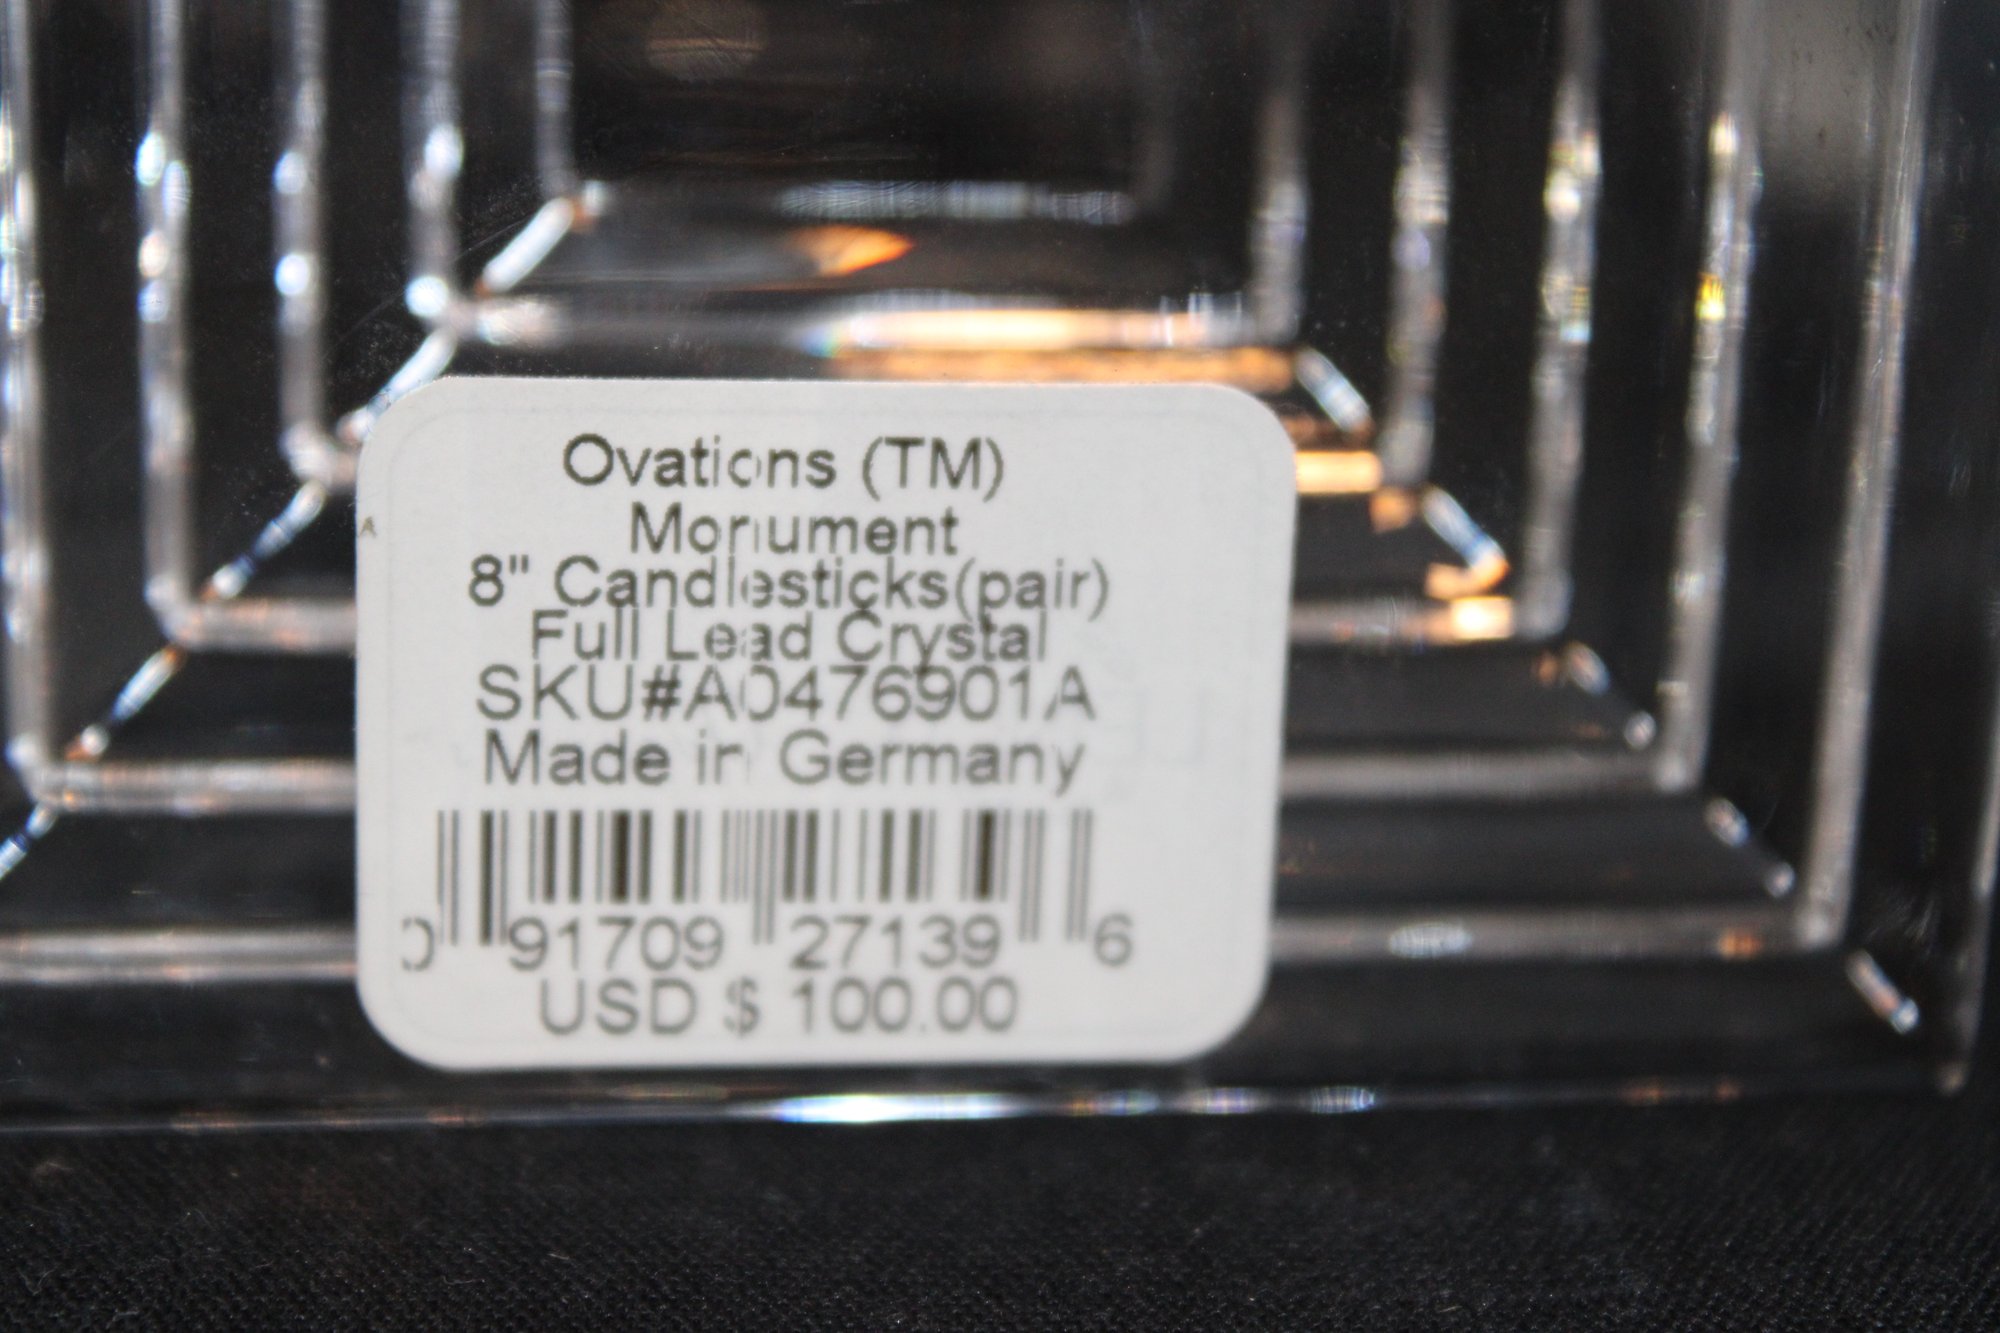 Ovations (TM)
Monument
8" Candlesticks(pair)
Full Lead Crystal
SKU#A0476901A
Made in Germany
0 91709 27139 6
USD $ 100.00